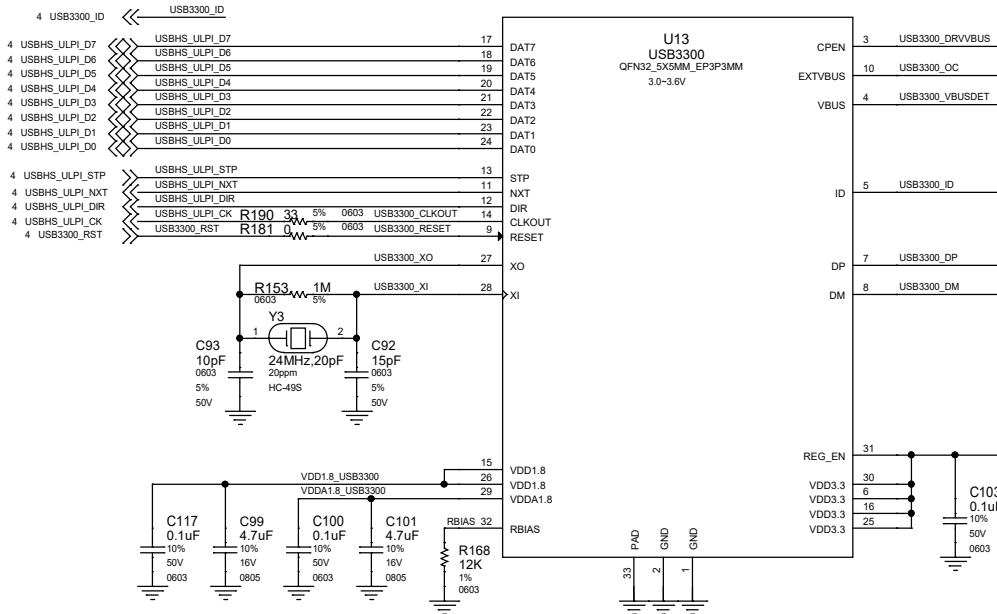 4 USB3300_ID USB3300_ID
U13
USB3300
QFN32_5X5MM_EP3P3MM
3.0~3.6V
4 USBHS_ULPI_D7 USBHS_ULPI_D7 17 DAT7
4 USBHS_ULPI_D6 USBHS_ULPI_D6 18 DAT6
4 USBHS_ULPI_D5 USBHS_ULPI_D5 19 DAT5
4 USBHS_ULPI_D4 USBHS_ULPI_D4 20 DAT4
4 USBHS_ULPI_D3 USBHS_ULPI_D3 21 DAT3
4 USBHS_ULPI_D2 USBHS_ULPI_D2 22 DAT2
4 USBHS_ULPI_D1 USBHS_ULPI_D1 23 DAT1
4 USBHS_ULPI_D0 USBHS_ULPI_D0 24 DAT0
CPEN 3 USB3300_DRVVBUS
EXTVBUS 10 USB3300_OC
VBUS 4 USB3300_VBUSDET
4 USBHS_ULPI_STP USBHS_ULPI_STP 13 STP
4 USBHS_ULPI_NXT USBHS_ULPI_NXT 11 NXT
4 USBHS_ULPI_DIR USBHS_ULPI_DIR 12 DIR
4 USBHS_ULPI_CK USBHS_ULPI_CK R190 33 5% 0603 USB3300_CLKOUT 14 CLKOUT
4 USB3300_RST USB3300_RST R181 0 5% 0603 USB3300_RESET 9 RESET
ID 5 USB3300_ID
USB3300_XO 27 XO
DP 7 USB3300_DP
R153 1M USB3300_XI 28 XI
0603 5%
DM 8 USB3300_DM
Y3
1 2
24MHz,20pF
20ppm
HC-49S
C93
10pF
0603
5%
50V
C92
15pF
0603
5%
50V
REG_EN 31
15 VDD1.8
VDD1.8_USB3300 26 VDD1.8
VDDA1.8_USB3300 29 VDDA1.8
VDD3.3 30
VDD3.3 6
VDD3.3 16
VDD3.3 25
C117
0.1uF
10%
50V
0603
C99
4.7uF
10%
16V
0805
C100
0.1uF
10%
50V
0603
C101
4.7uF
10%
16V
0805
RBIAS 32 RBIAS
R168
12K
1%
0603
PAD GND GND
33 2 1
C103
10%
50V
0603